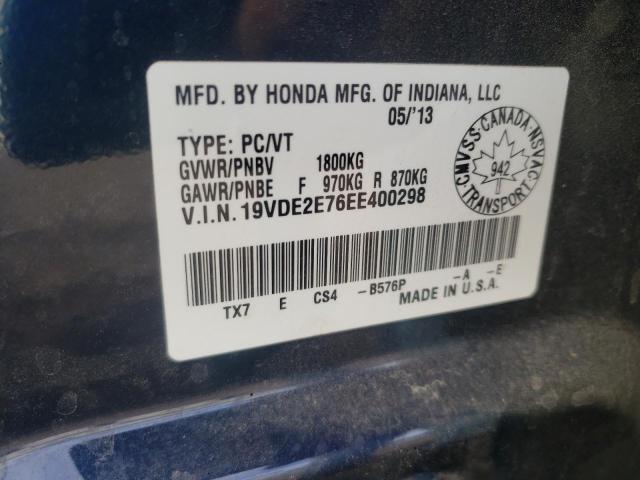 MFD. BY HONDA MFG. OF INDIANA, LLC
05/'13
TYPE: PC/VT
GVWR/PNBV 1800KG
GAWR/PNBE F 970KG R 870KG
V.I.N. 19VDE2E76EE400298
CMVSS·CANADA·NSVAC
942
TRANSPORT
TX7 E CS4 -B576P -A -E
MADE IN U.S.A.